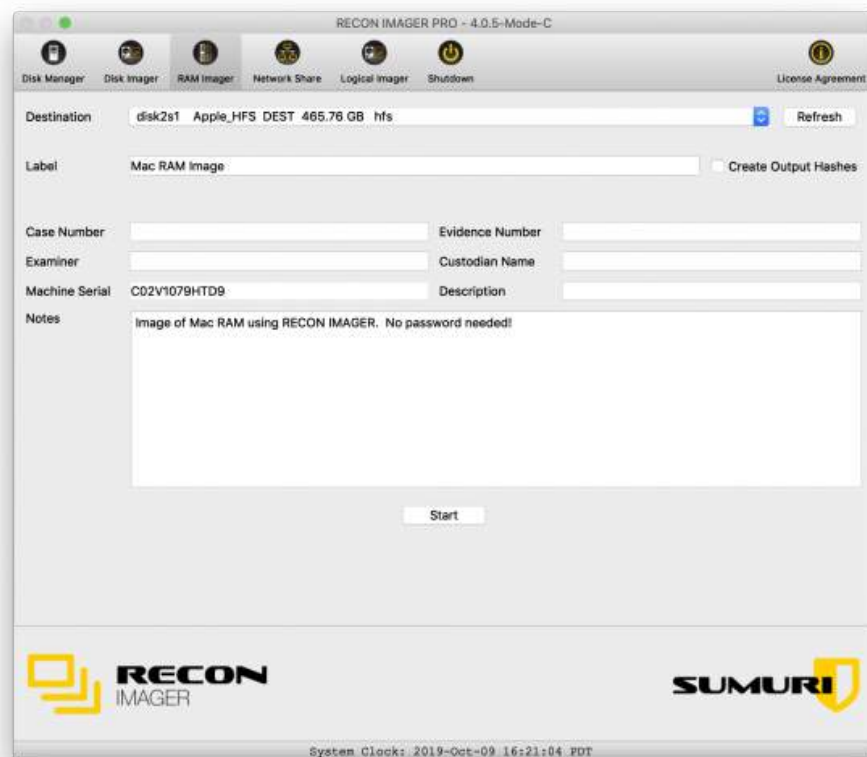 RECON IMAGER PRO - 4.0.5-Mode-C
Disk Manager Disk Imager RAM Imager Network Share Logical Imager Shutdown License Agreement
Destination disk2s1 Apple_HFS DEST 465.76 GB hfs Refresh
Label Mac RAM Image Create Output Hashes
Case Number Evidence Number
Examiner Custodian Name
Machine Serial C02V1079HTD9 Description
Notes Image of Mac RAM using RECON IMAGER. No password needed!
Start
RECON
IMAGER
SUMURI
System Clock: 2019-Oct-09 16:21:04 PDT